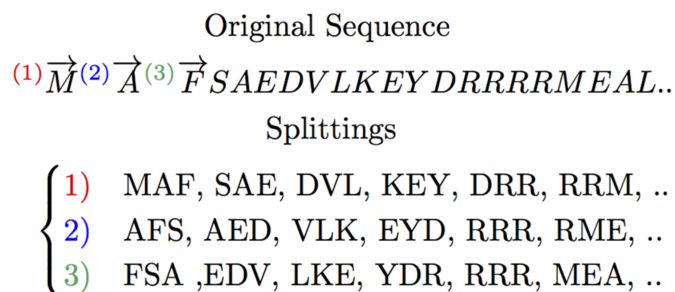 Original Sequence
(1) M (2) A (3) F S A E D V L K E Y D R R R R M E A L ..
Splittings
1) MAF, SAE, DVL, KEY, DRR, RRM, ..
2) AFS, AED, VLK, EYD, RRR, RME, ..
3) FSA ,EDV, LKE, YDR, RRR, MEA, ..